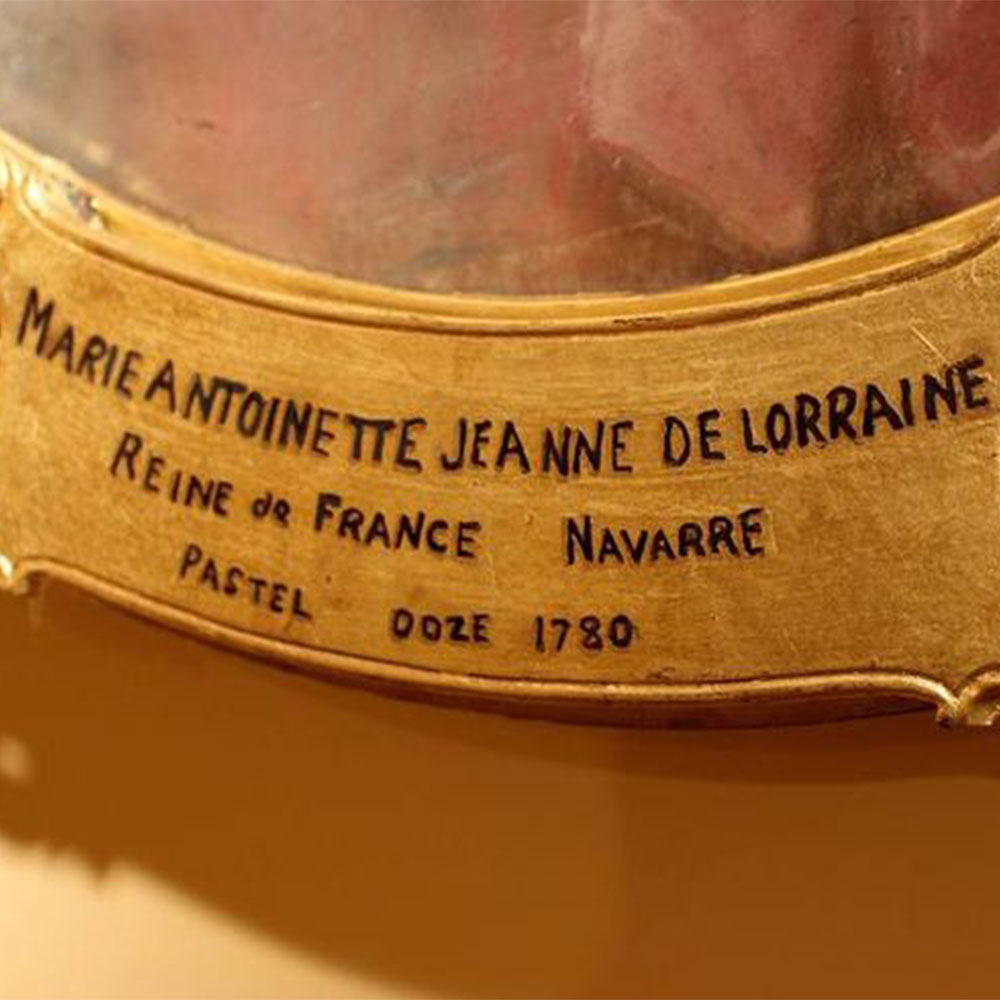 MARIE ANTOINETTE JEANNE DE LORRAINE
REINE de FRANCE NAVARRE
PASTEL DOZE 1780